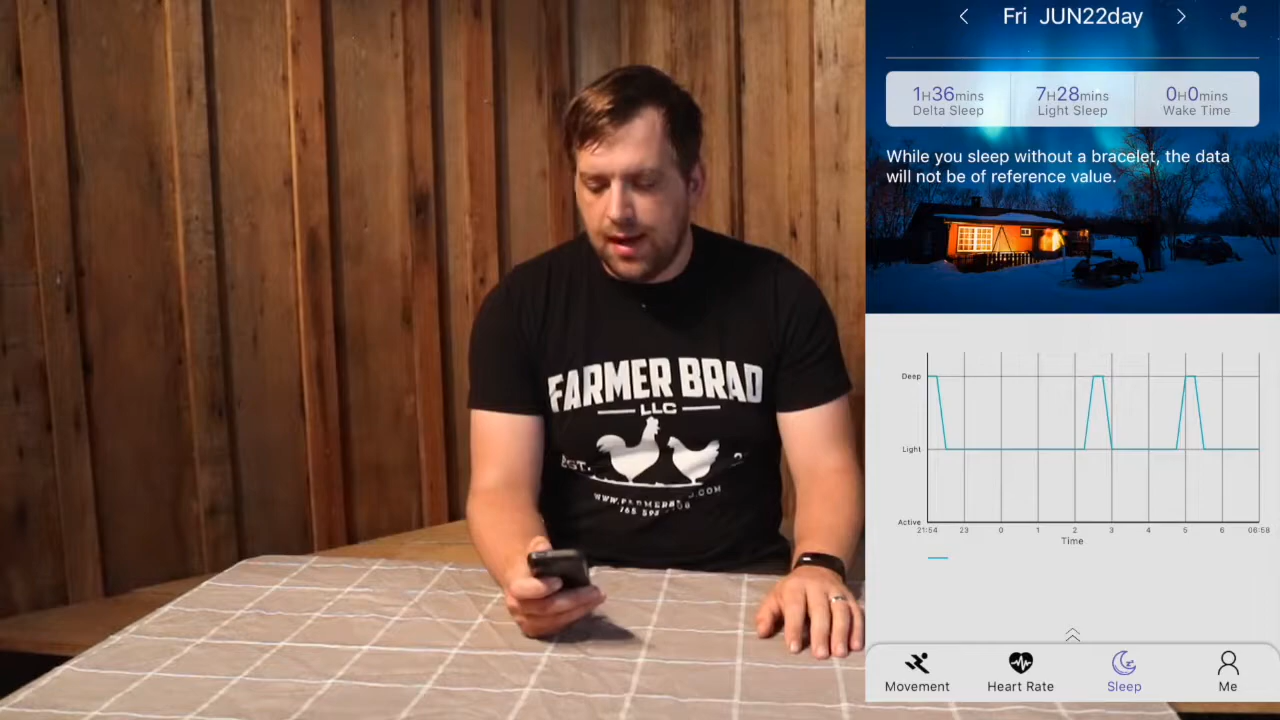 FARMER BRAD
LLC
EST.
Fri JUN22day
1H36mins
7H28mins
0H0mins
Delta Sleep
Light Sleep
Wake Time
While you sleep without a bracelet, the data
will not be of reference value.
Deep
Light
Active
21:54 23 0 1 2 3 4 5 6 06:58
Time
Movement
Heart Rate
Sleep
Me